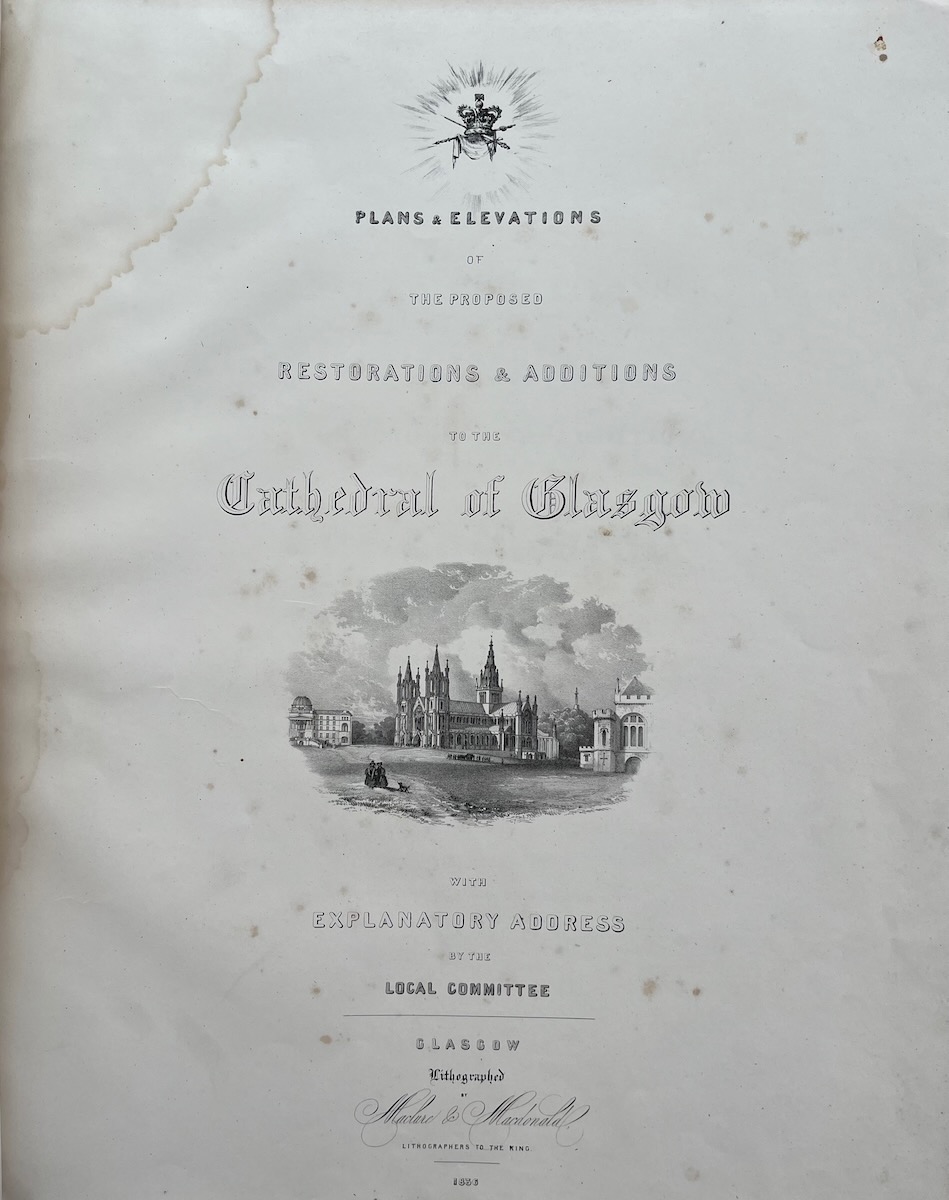 PLANS & ELEVATIONS
OF
THE PROPOSED
RESTORATIONS & ADDITIONS
TO THE
Cathedral of Glasgow
WITH
EXPLANATORY ADDRESS
BY THE
LOCAL COMMITTEE
GLASGOW
Lithographed
BY
Maclure & Macdonald
LITHOGRAPHERS TO THE KING.
1836